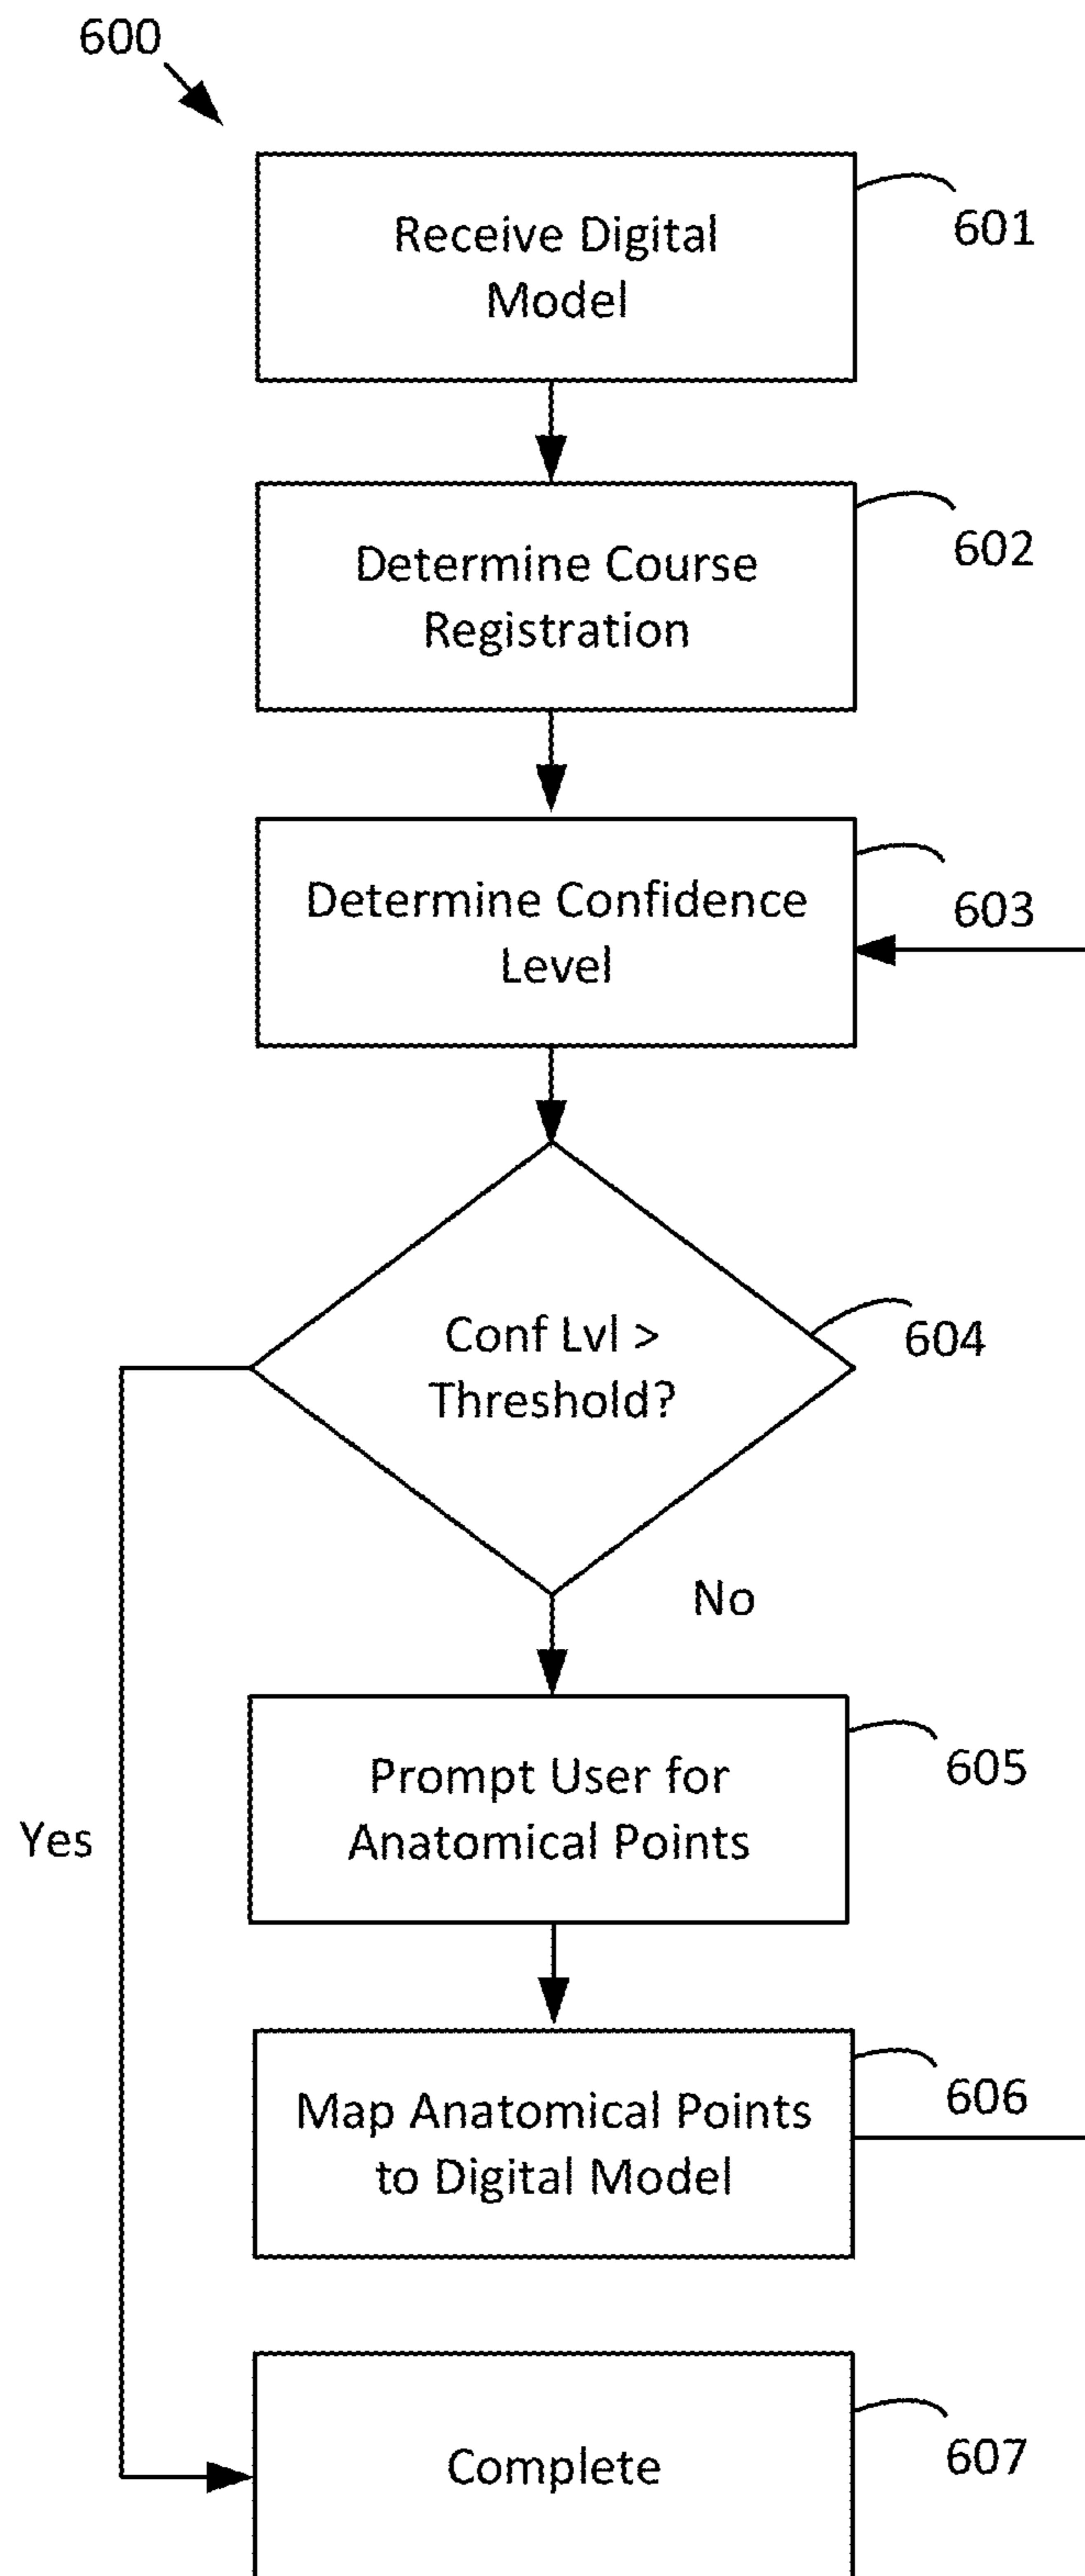 600
Receive Digital
Model
601
Determine Course
Registration
602
Determine Confidence
Level
603
Conf Lvl >
Threshold?
604
No
Prompt User for
Anatomical Points
605
Yes
Map Anatomical Points
to Digital Model
606
Complete
607